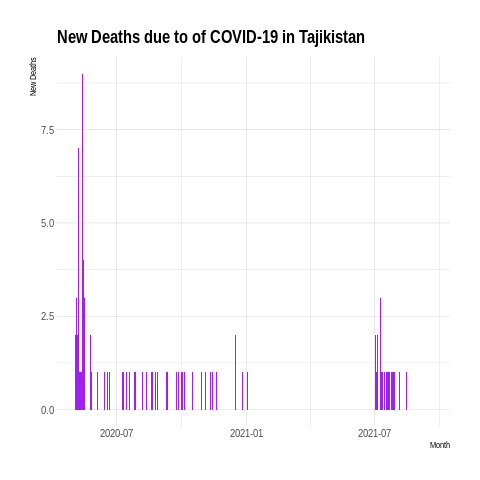 New Deaths due to of COVID-19 in Tajikistan
New Deaths
7.5
5.0
2.5
0.0
2020-07
2021-01
2021-07
Month